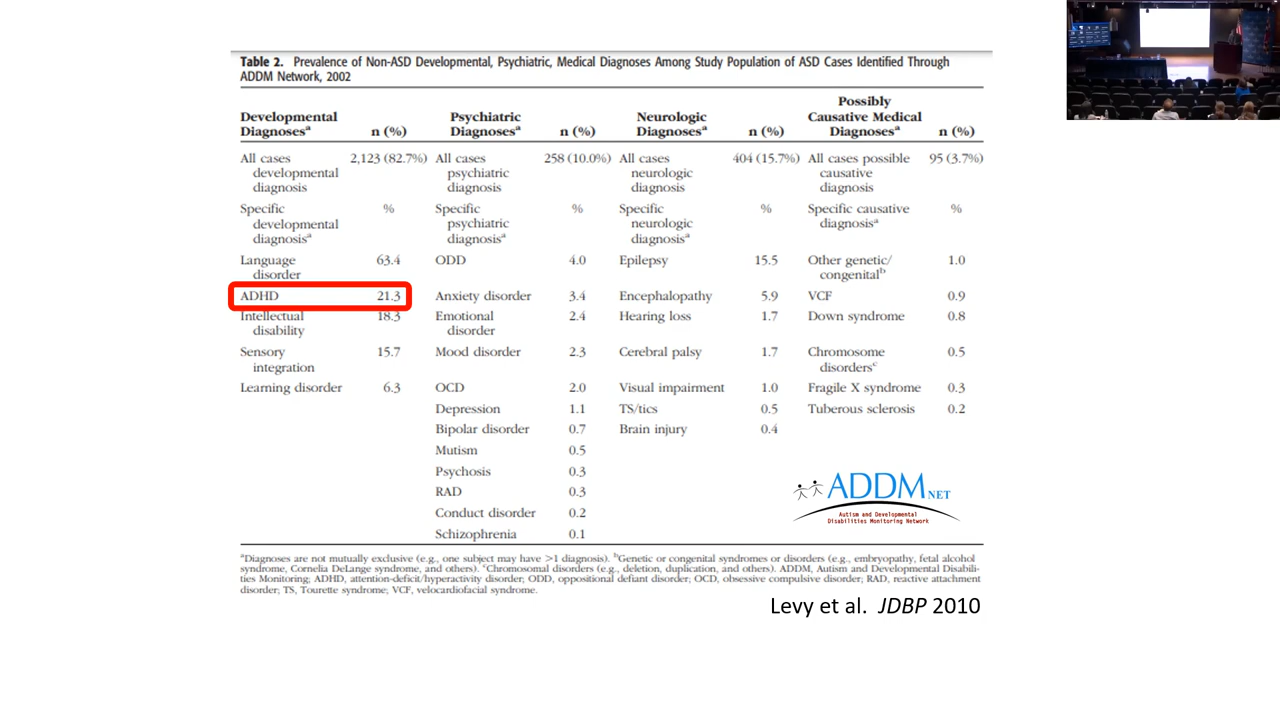 Table 2. Prevalence of Non-ASD Developmental, Psychiatric, Medical Diagnoses Among Study Population of ASD Cases Identified Through
ADDM Network, 2002
Developmental Diagnosesᵃ n (%) Psychiatric Diagnosesᵃ n (%) Neurologic Diagnosesᵃ n (%) Possibly Causative Medical Diagnosesᵃ n (%)
All cases developmental diagnosis 2,123 (82.7%) All cases psychiatric diagnosis 258 (10.0%) All cases neurologic diagnosis 404 (15.7%) All cases possible causative diagnosis 95 (3.7%)
Specific developmental diagnosisᵃ % Specific psychiatric diagnosisᵃ % Specific neurologic diagnosisᵃ % Specific causative diagnosisᵃ %
Language disorder 63.4 ODD 4.0 Epilepsy 15.5 Other genetic/ congenitalᵇ 1.0
ADHD 21.3 Anxiety disorder 3.4 Encephalopathy 5.9 VCF 0.9
Intellectual disability 18.3 Emotional disorder 2.4 Hearing loss 1.7 Down syndrome 0.8
Sensory integration 15.7 Mood disorder 2.3 Cerebral palsy 1.7 Chromosome disordersᶜ 0.5
Learning disorder 6.3 OCD 2.0 Visual impairment 1.0 Fragile X syndrome 0.3
Depression 1.1 TS/tics 0.5 Tuberous sclerosis 0.2
Bipolar disorder 0.7 Brain injury 0.4
Mutism 0.5
Psychosis 0.3
RAD 0.3
Conduct disorder 0.2
Schizophrenia 0.1
ADDM NET
Autism and Developmental
Disabilities Monitoring Network
ᵃDiagnoses are not mutually exclusive (e.g., one subject may have >1 diagnosis). ᵇGenetic or congenital syndromes or disorders (e.g., embryopathy, fetal alcohol
syndrome, Cornelia DeLange syndrome, and others). ᶜChromosomal disorders (e.g., deletion, duplication, and others). ADDM, Autism and Developmental Disabili-
ties Monitoring; ADHD, attention-deficit/hyperactivity disorder; ODD, oppositional defiant disorder; OCD, obsessive compulsive disorder; RAD, reactive attachment
disorder; TS, Tourette syndrome; VCF, velocardiofacial syndrome.
Levy et al. JDBP 2010